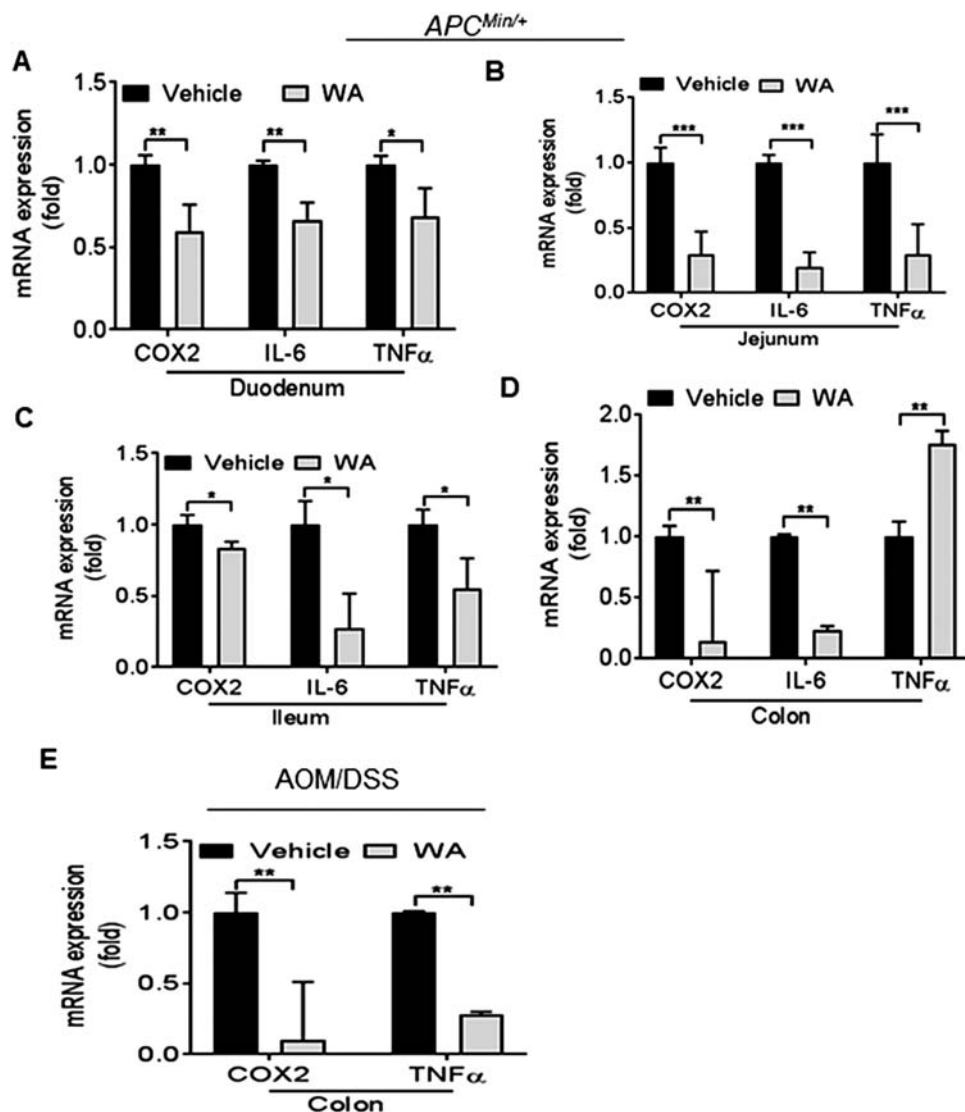 APC^Min/+
A
Vehicle WA
mRNA expression
(fold)
1.5
1.0
0.5
0.0
** ** *
COX2 IL-6 TNFα
Duodenum
B
Vehicle WA
mRNA expression
(fold)
1.5
1.0
0.5
0.0
*** *** ***
COX2 IL-6 TNFα
Jejunum
C
Vehicle WA
mRNA expression
(fold)
1.5
1.0
0.5
0.0
* * *
COX2 IL-6 TNFα
Ileum
D
Vehicle WA
mRNA expression
(fold)
2.0
1.5
1.0
0.5
0.0
** ** **
COX2 IL-6 TNFα
Colon
E
AOM/DSS
Vehicle WA
mRNA expression
(fold)
1.5
1.0
0.5
0.0
** **
COX2 TNFα
Colon